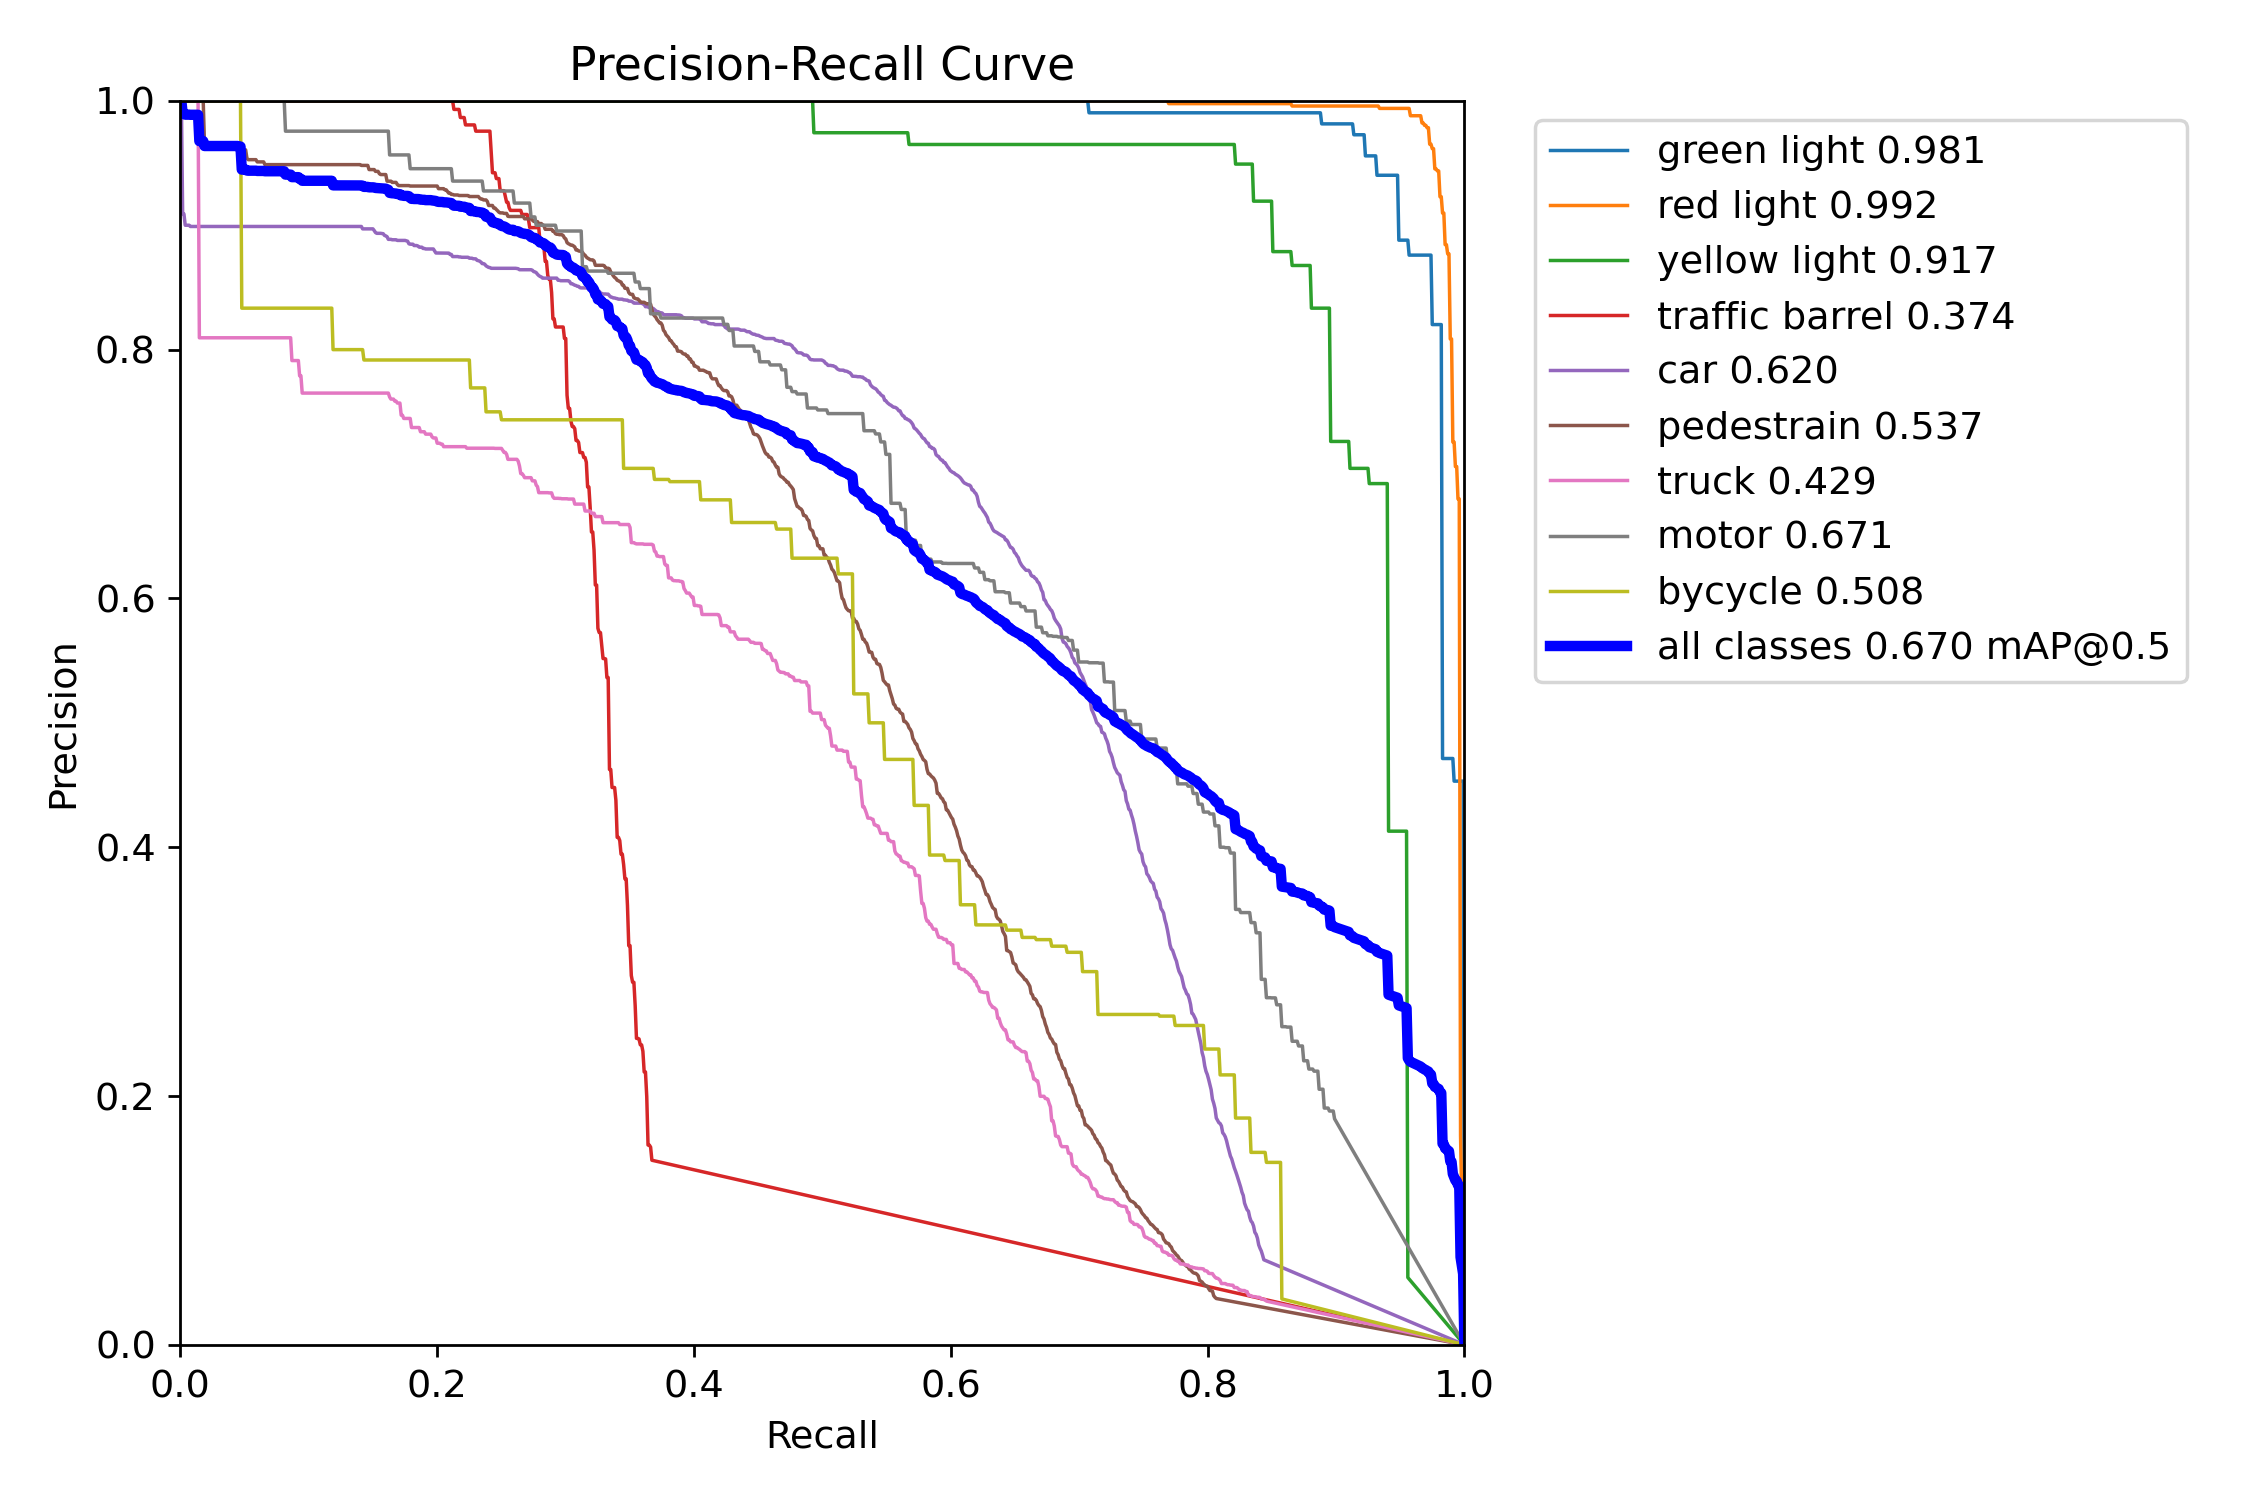 Precision-Recall Curve
1.0
0.8
0.6
0.4
0.2
0.0
Precision
0.0 0.2 0.4 0.6 0.8 1.0
Recall
green light 0.981
red light 0.992
yellow light 0.917
traffic barrel 0.374
car 0.620
pedestrain 0.537
truck 0.429
motor 0.671
bycycle 0.508
all classes 0.670 mAP@0.5